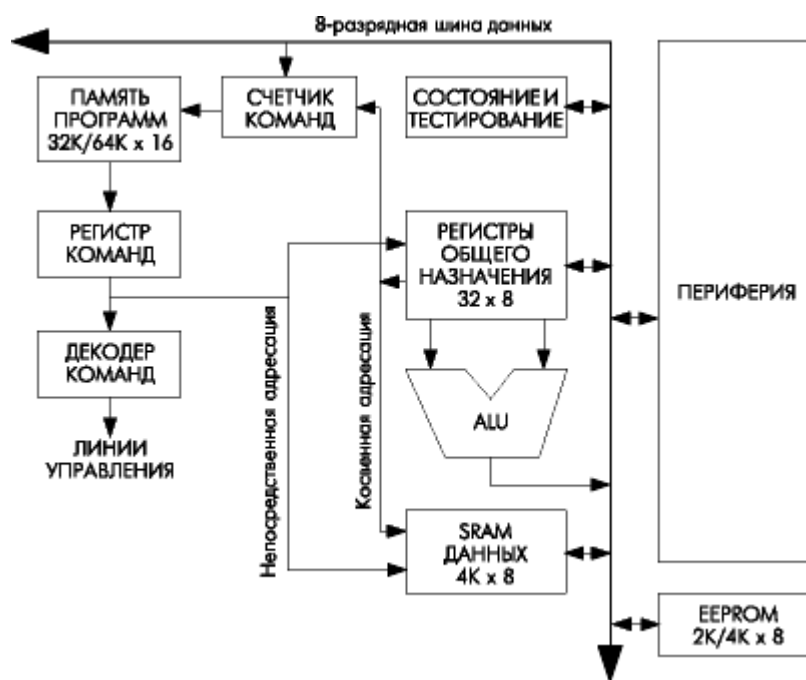 8-разрядная шина данных
ПАМЯТЬ
ПРОГРАММ
32K/64K x 16
СЧЕТЧИК
КОМАНД
СОСТОЯНИЕ И
ТЕСТИРОВАНИЕ
РЕГИСТР
КОМАНД
РЕГИСТРЫ
ОБЩЕГО
НАЗНАЧЕНИЯ
32 x 8
ПЕРИФЕРИЯ
ДЕКОДЕР
КОМАНД
ЛИНИИ
УПРАВЛЕНИЯ
Непосредственная адресация
Косвенная адресация
ALU
SRAM
ДАННЫХ
4K x 8
EEPROM
2K/4K x 8